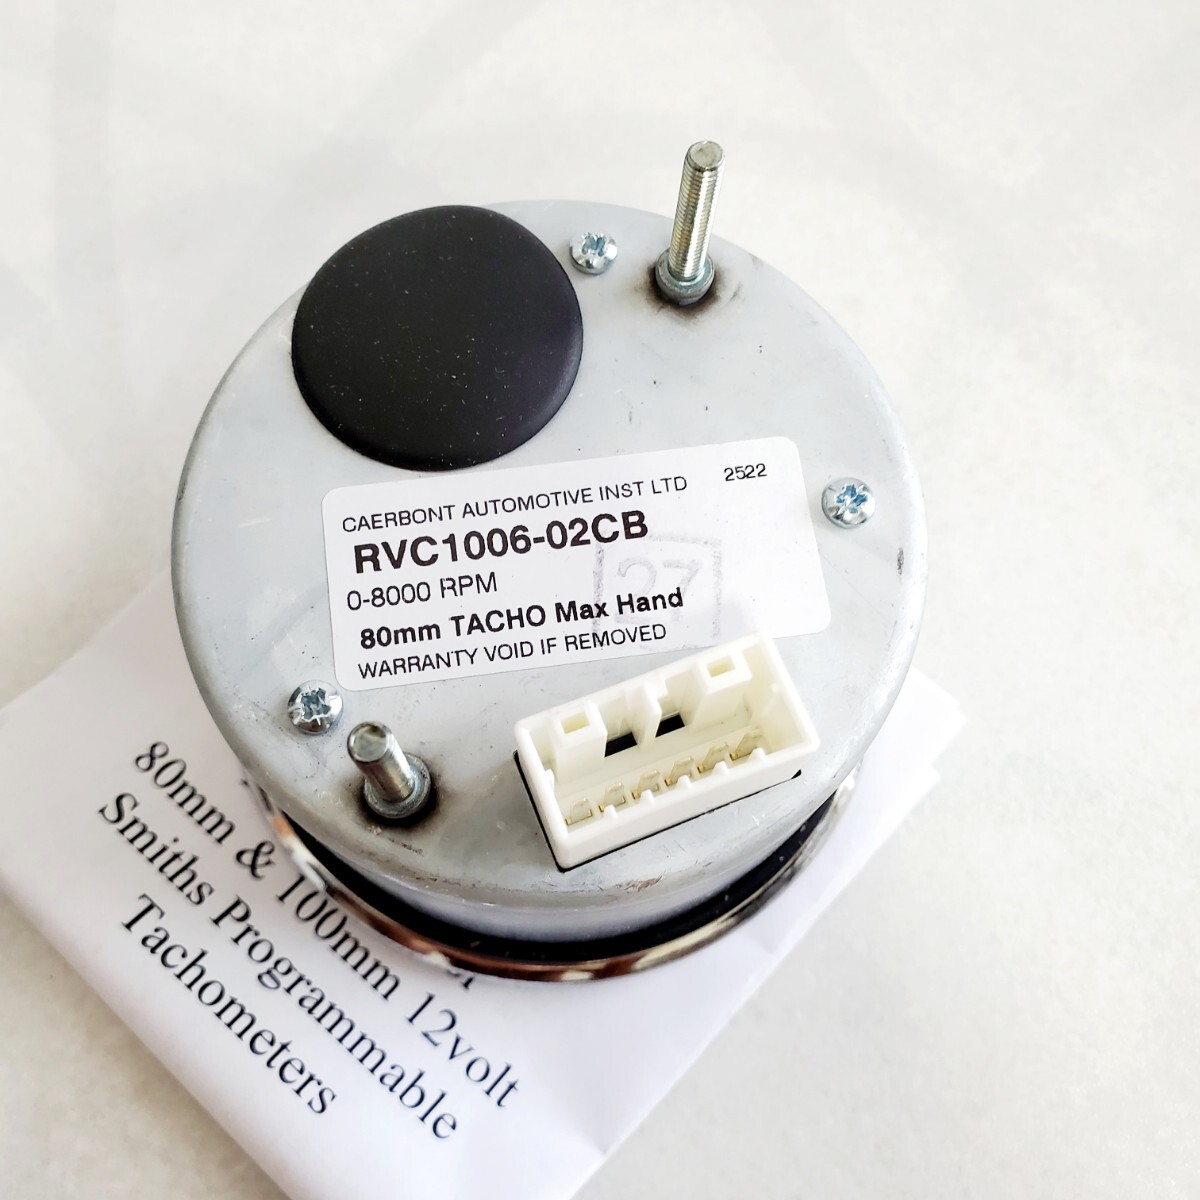 CAERBONT AUTOMOTIVE INST LTD 2522
RVC1006-02CB
0-8000 RPM
27
80mm TACHO Max Hand
WARRANTY VOID IF REMOVED
80mm & 100mm 12volt
Smiths Programmable
Tachometers